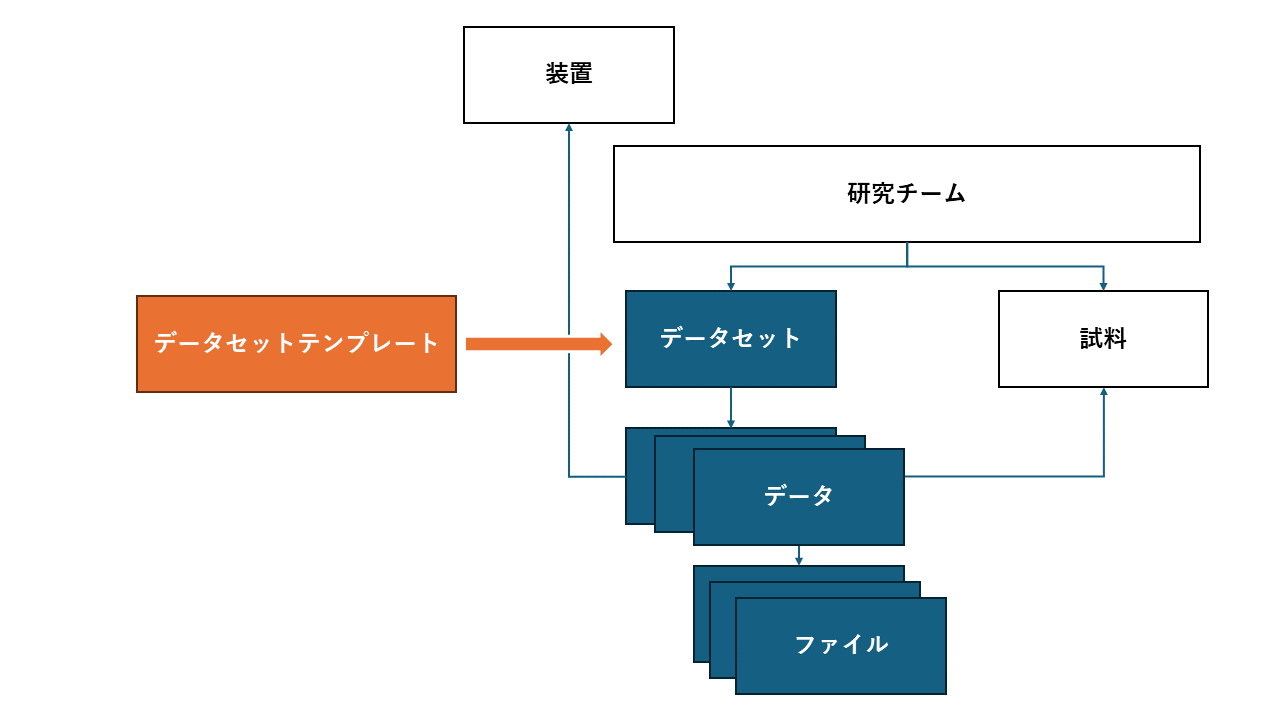 装置
研究チーム
データセットテンプレート
データセット
試料
データ
ファイル